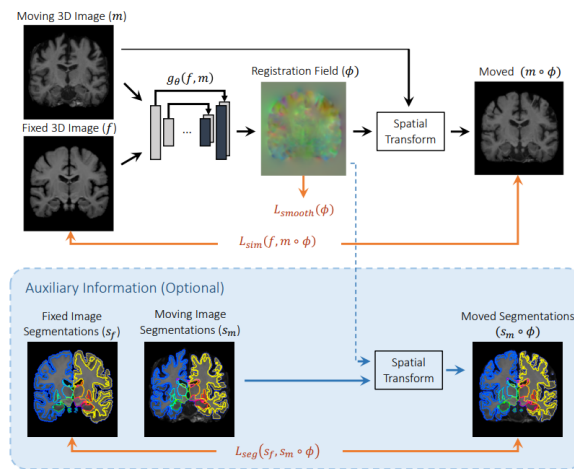 Moving 3D Image (m)
g_θ(f, m)
Registration Field (ϕ)
Moved (m ∘ ϕ)
Fixed 3D Image (f)
...
Spatial
Transform
L_smooth(ϕ)
L_sim(f, m ∘ ϕ)
Auxiliary Information (Optional)
Fixed Image
Segmentations (s_f)
Moving Image
Segmentations (s_m)
Spatial
Transform
Moved Segmentations
(s_m ∘ ϕ)
L_seg(s_f, s_m ∘ ϕ)